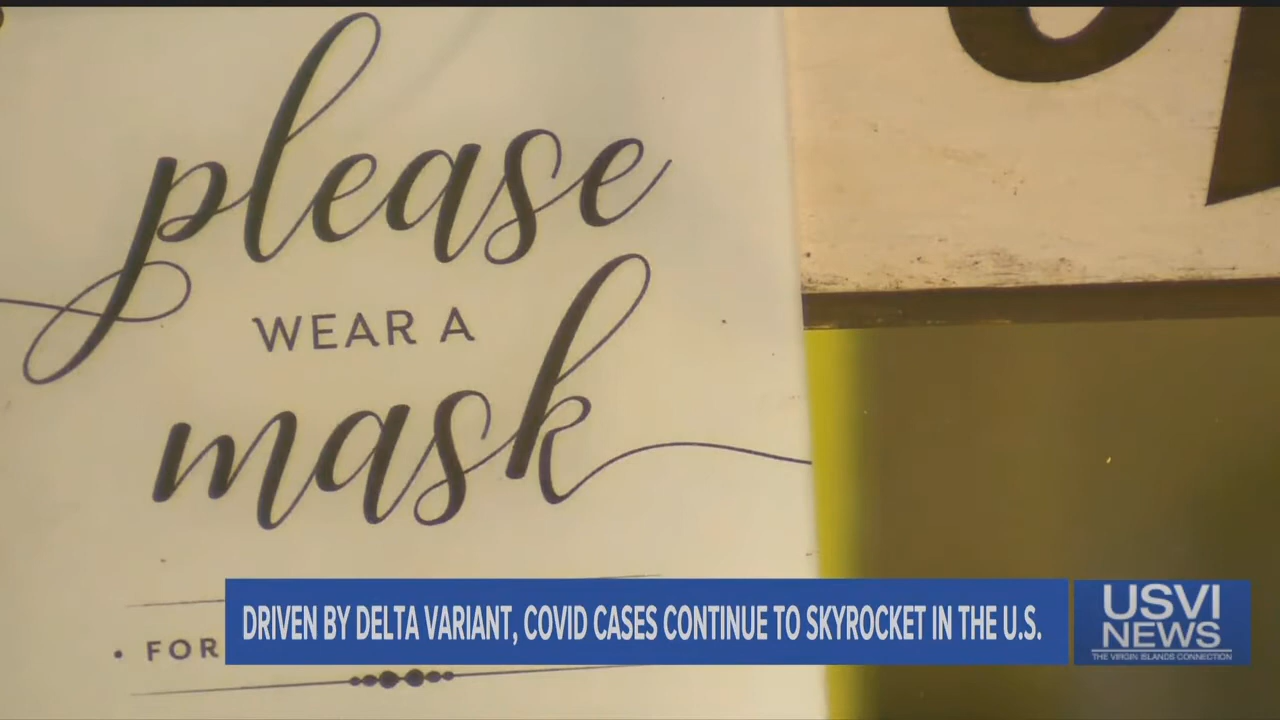 please
WEAR A
mask
• FOR
DRIVEN BY DELTA VARIANT, COVID CASES CONTINUE TO SKYROCKET IN THE U.S.
USVI
NEWS
THE VIRGIN ISLANDS CONNECTION